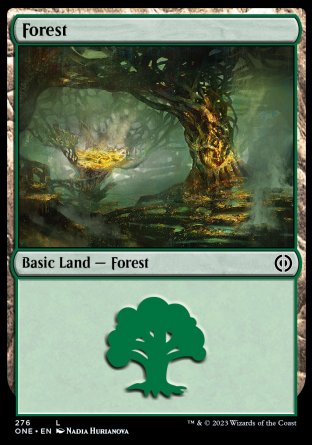 Forest
Basic Land — Forest
276 L
ONE • EN Nadia Hurianova
™ & © 2023 Wizards of the Coast